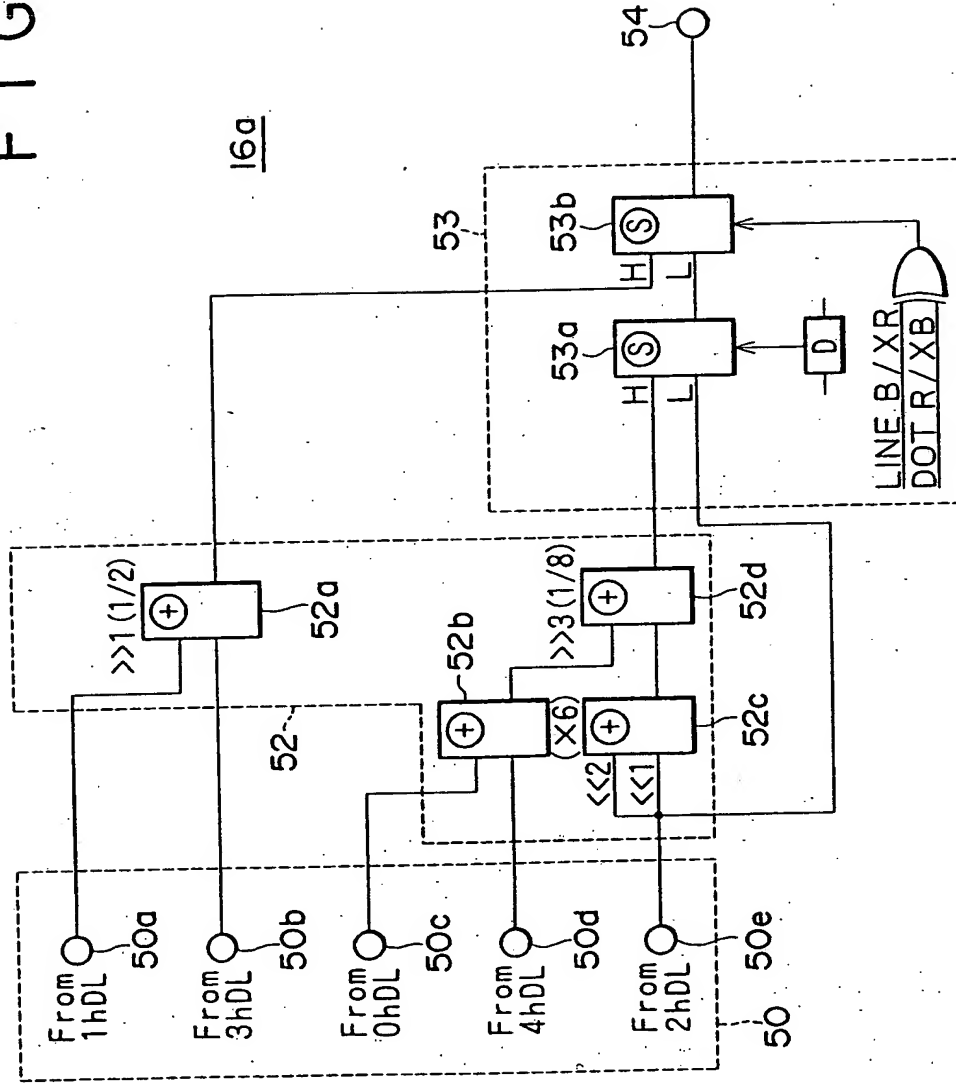 FIG
16a
From
1hDL
50a
From
3hDL
50b
From
0hDL
50c
From
4hDL
50d
From
2hDL
50e
50
52
>>1(1/2)
+
52a
52b
+
(×6)
<<2
<<1
+
52c
>>3(1/8)
+
52d
53
53a
S
H
L
53b
S
H
L
D
LINE B/XR
DOT R/XB
54